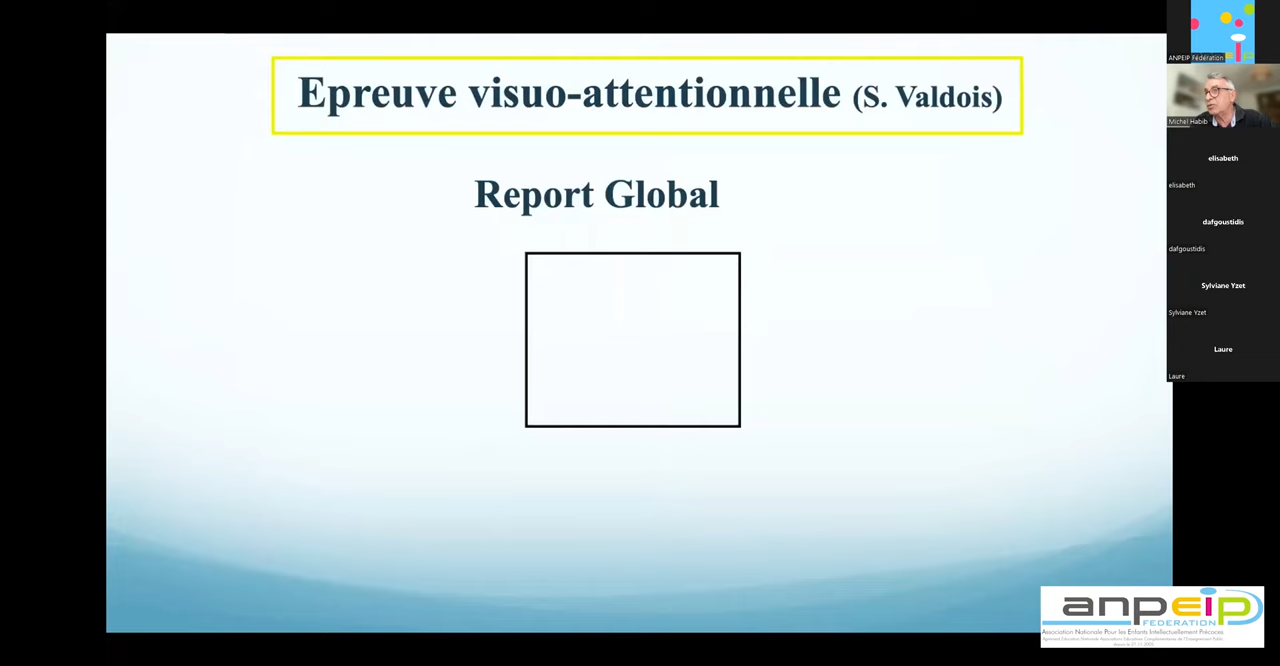 Epreuve visuo-attentionnelle (S. Valdois)
Report Global
ANPEIP Fédération
Michel Habib
elisabeth
elisabeth
dafgoustidis
dafgoustidis
Sylviane Yzet
Sylviane Yzet
Laure
Laure
anpeip
FEDERATION
Association Nationale Pour les Enfants Intellectuellement Précoces